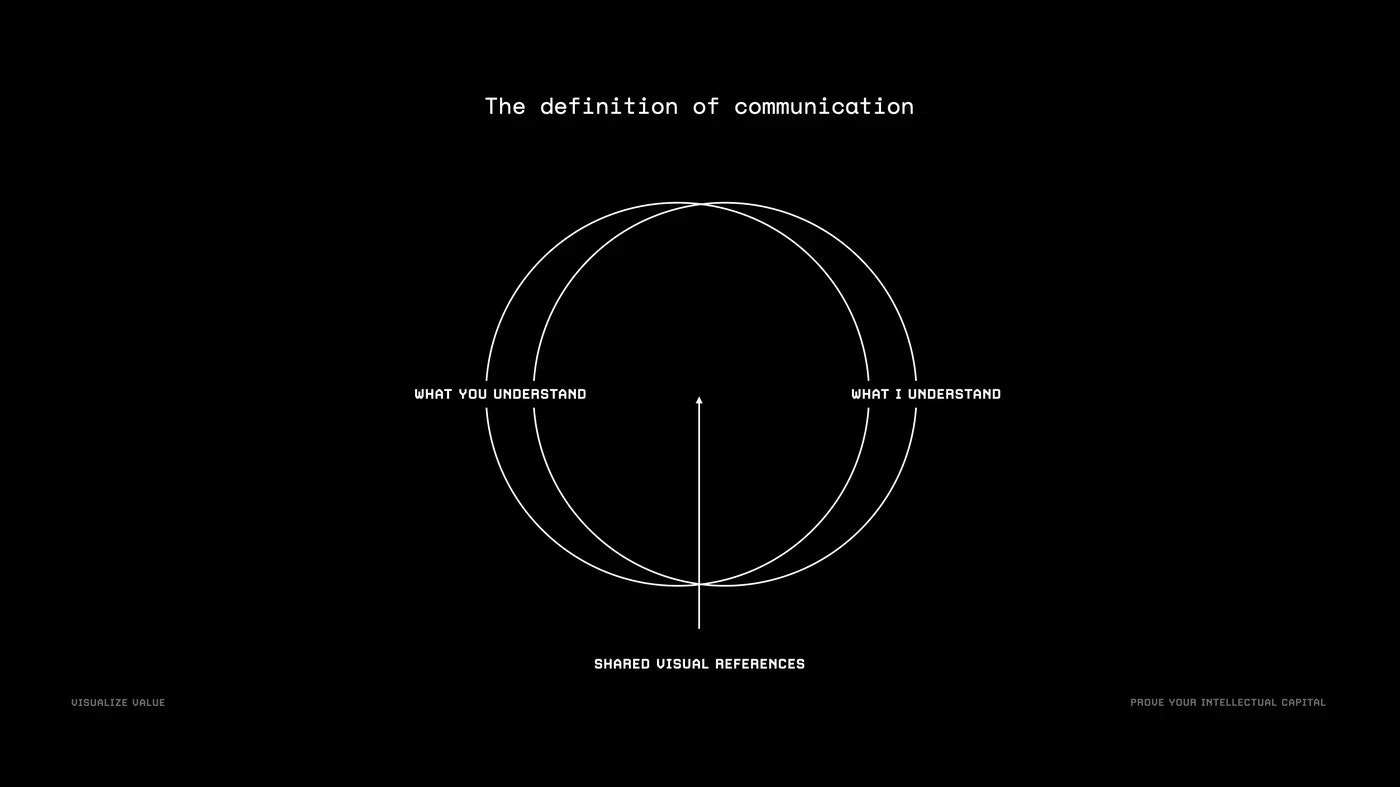 The definition of communication
WHAT YOU UNDERSTAND
WHAT I UNDERSTAND
SHARED VISUAL REFERENCES
VISUALIZE VALUE
PROVE YOUR INTELLECTUAL CAPITAL